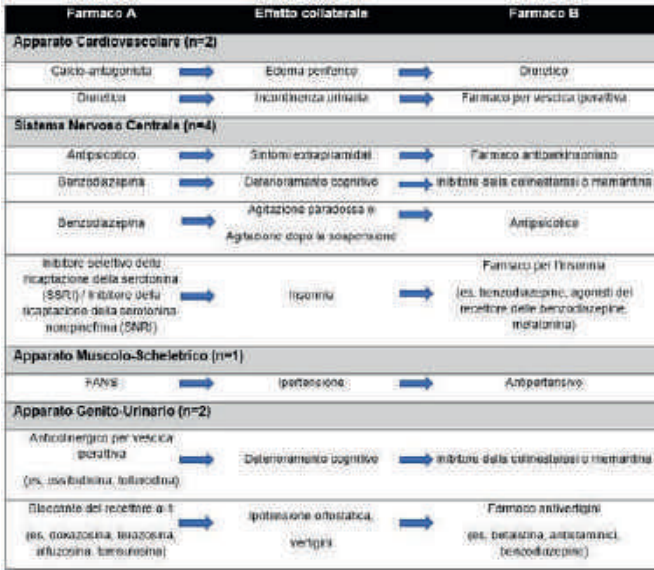 Farmaco A Effetto collaterale Farmaco B
Apparato Cardiovascolare (n=2)
Calcio-antagonista Edema periferico Diuretico
Diuretico Incontinenza urinaria Farmaco per vescica iperattiva
Sistema Nervoso Centrale (n=4)
Antipsicotico Sintomi extrapiramidali Farmaco antiparkinsoniano
Benzodiazepina Deterioramento cognitivo Inibitore della colinesterasi o memantina
Benzodiazepina
Agitazione paradossa o
Agitazione dopo la sospensione
Antipsicotico
Inibitore selettivo della
ricaptazione della serotonina
(SSRI) / Inibitore della
ricaptazione della serotonina
norepinefrina (SNRI)
Insonnia
Farmaco per l'insonnia
(es. benzodiazepine, agonisti del
recettore delle benzodiazepine,
melatonina)
Apparato Muscolo-Scheletrico (n=1)
FANS Ipertensione Antipertensivo
Apparato Genito-Urinario (n=2)
Anticolinergico per vescica
iperattiva
(es. ossibutinina, tolterodina)
Deterioramento cognitivo
Inibitore della colinesterasi o memantina
Bloccante del recettore α-1
(es. doxazosina, terazosina,
alfuzosina, tamsulosina)
Ipotensione ortostatica,
vertigini
Farmaco antivertigini
(es. betaistina, antistaminici,
benzodiazepine)